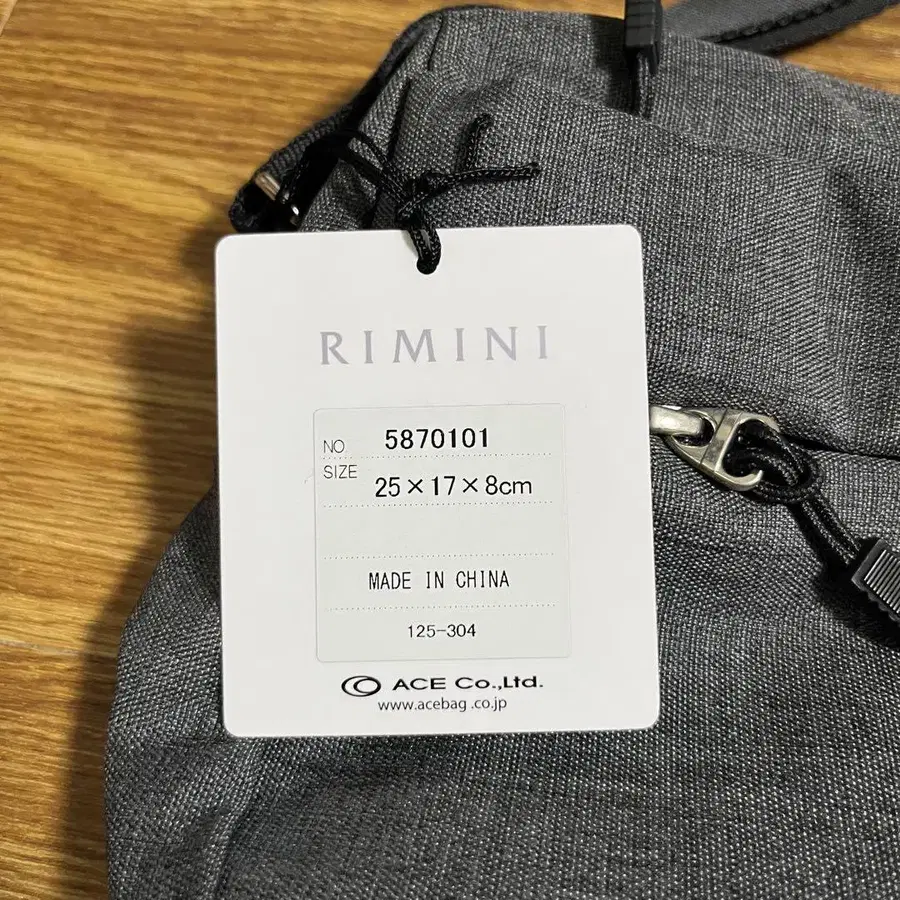 RIMINI
NO 5870101
SIZE 25×17×8cm
MADE IN CHINA
125-304
ACE Co.,Ltd.
www.acebag.co.jp